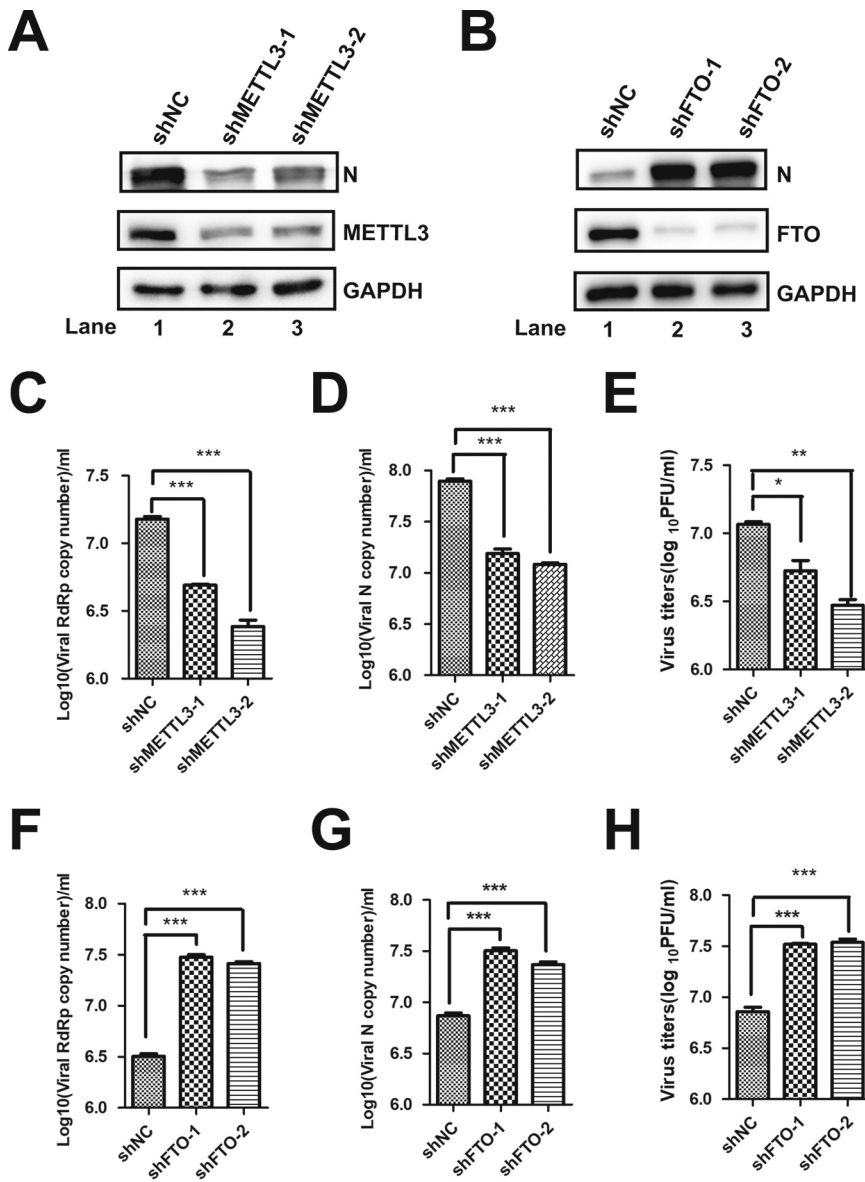 A
shNC
shMETTL3-1
shMETTL3-2
N
METTL3
GAPDH
Lane 1 2 3
B
shNC
shFTO-1
shFTO-2
N
FTO
GAPDH
Lane 1 2 3
C
Log10(Viral RdRp copy number)/ml
7.5
7.0
6.5
6.0
***
***
shNC
shMETTL3-1
shMETTL3-2
D
Log10(Viral N copy number)/ml
8.0
7.5
7.0
6.5
6.0
***
***
shNC
shMETTL3-1
shMETTL3-2
E
Virus titers(log 10PFU/ml)
7.5
7.0
6.5
6.0
**
*
shNC
shMETTL3-1
shMETTL3-2
F
Log10(Viral RdRp copy number)/ml
8.0
7.5
7.0
6.5
6.0
***
***
shNC
shFTO-1
shFTO-2
G
Log10(Viral N copy number)/ml
8.0
7.5
7.0
6.5
6.0
***
***
shNC
shFTO-1
shFTO-2
H
Virus titers(log 10PFU/ml)
8.0
7.5
7.0
6.5
6.0
***
***
shNC
shFTO-1
shFTO-2